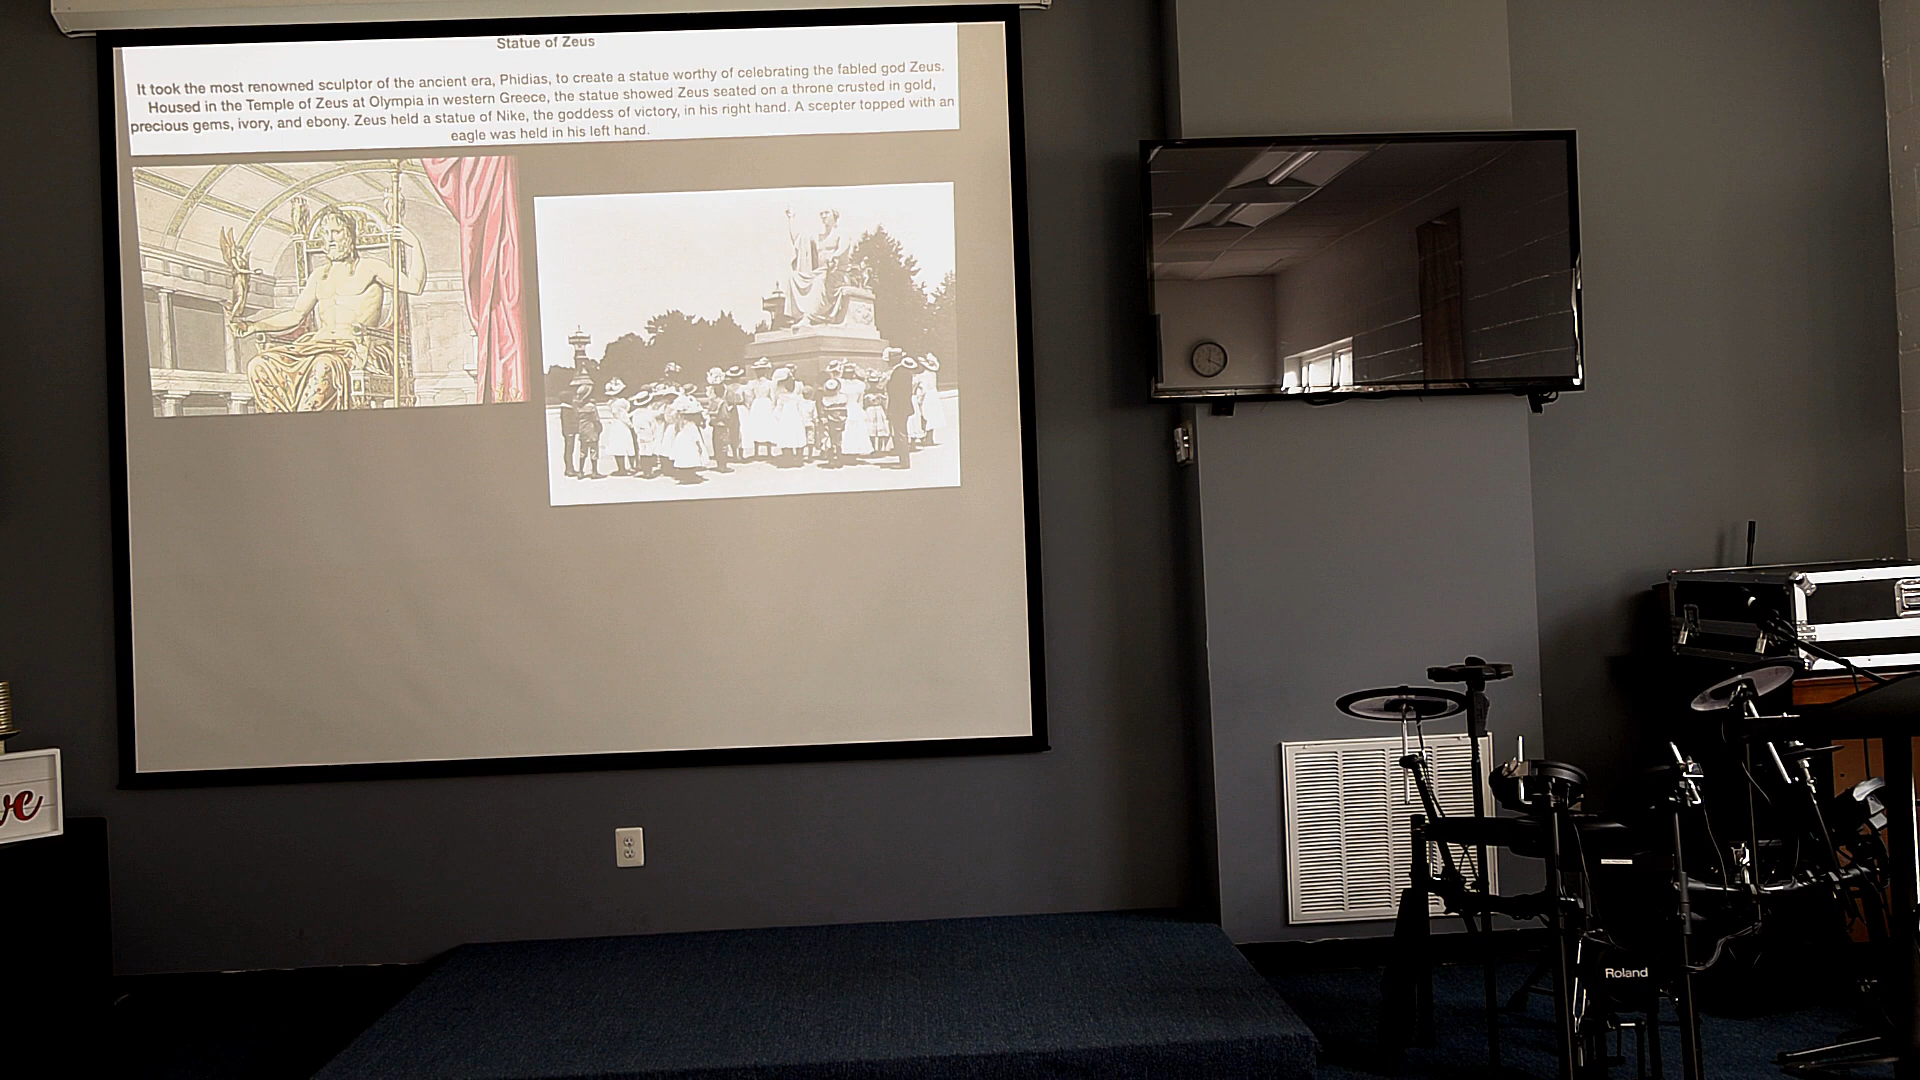 Statue of Zeus
It took the most renowned sculptor of the ancient era, Phidias, to create a statue worthy of celebrating the fabled god Zeus.
Housed in the Temple of Zeus at Olympia in western Greece, the statue showed Zeus seated on a throne crusted in gold,
precious gems, ivory, and ebony. Zeus held a statue of Nike, the goddess of victory, in his right hand. A scepter topped with an
eagle was held in his left hand.
ve
Roland